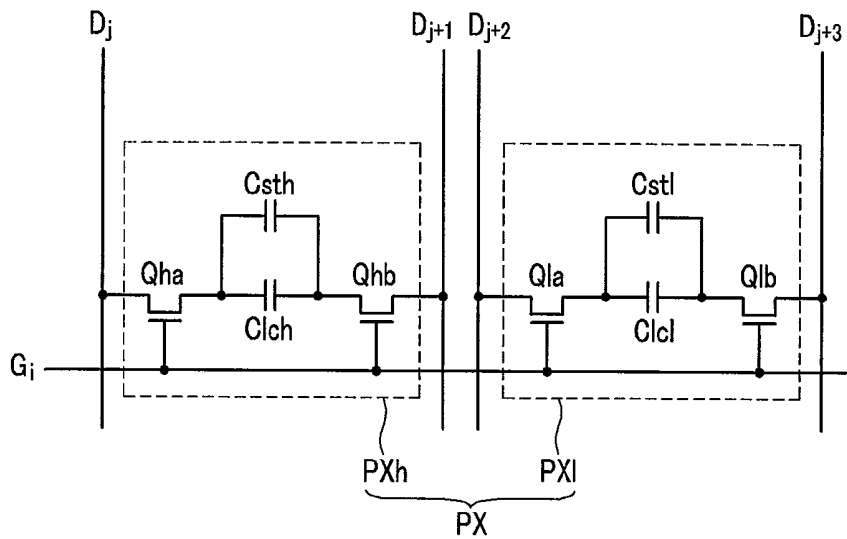 Dj Dj+1 Dj+2 Dj+3
Csth Cstl
Qha Qhb Qla Qlb
Clch Clcl
Gi
PXh PXl
PX